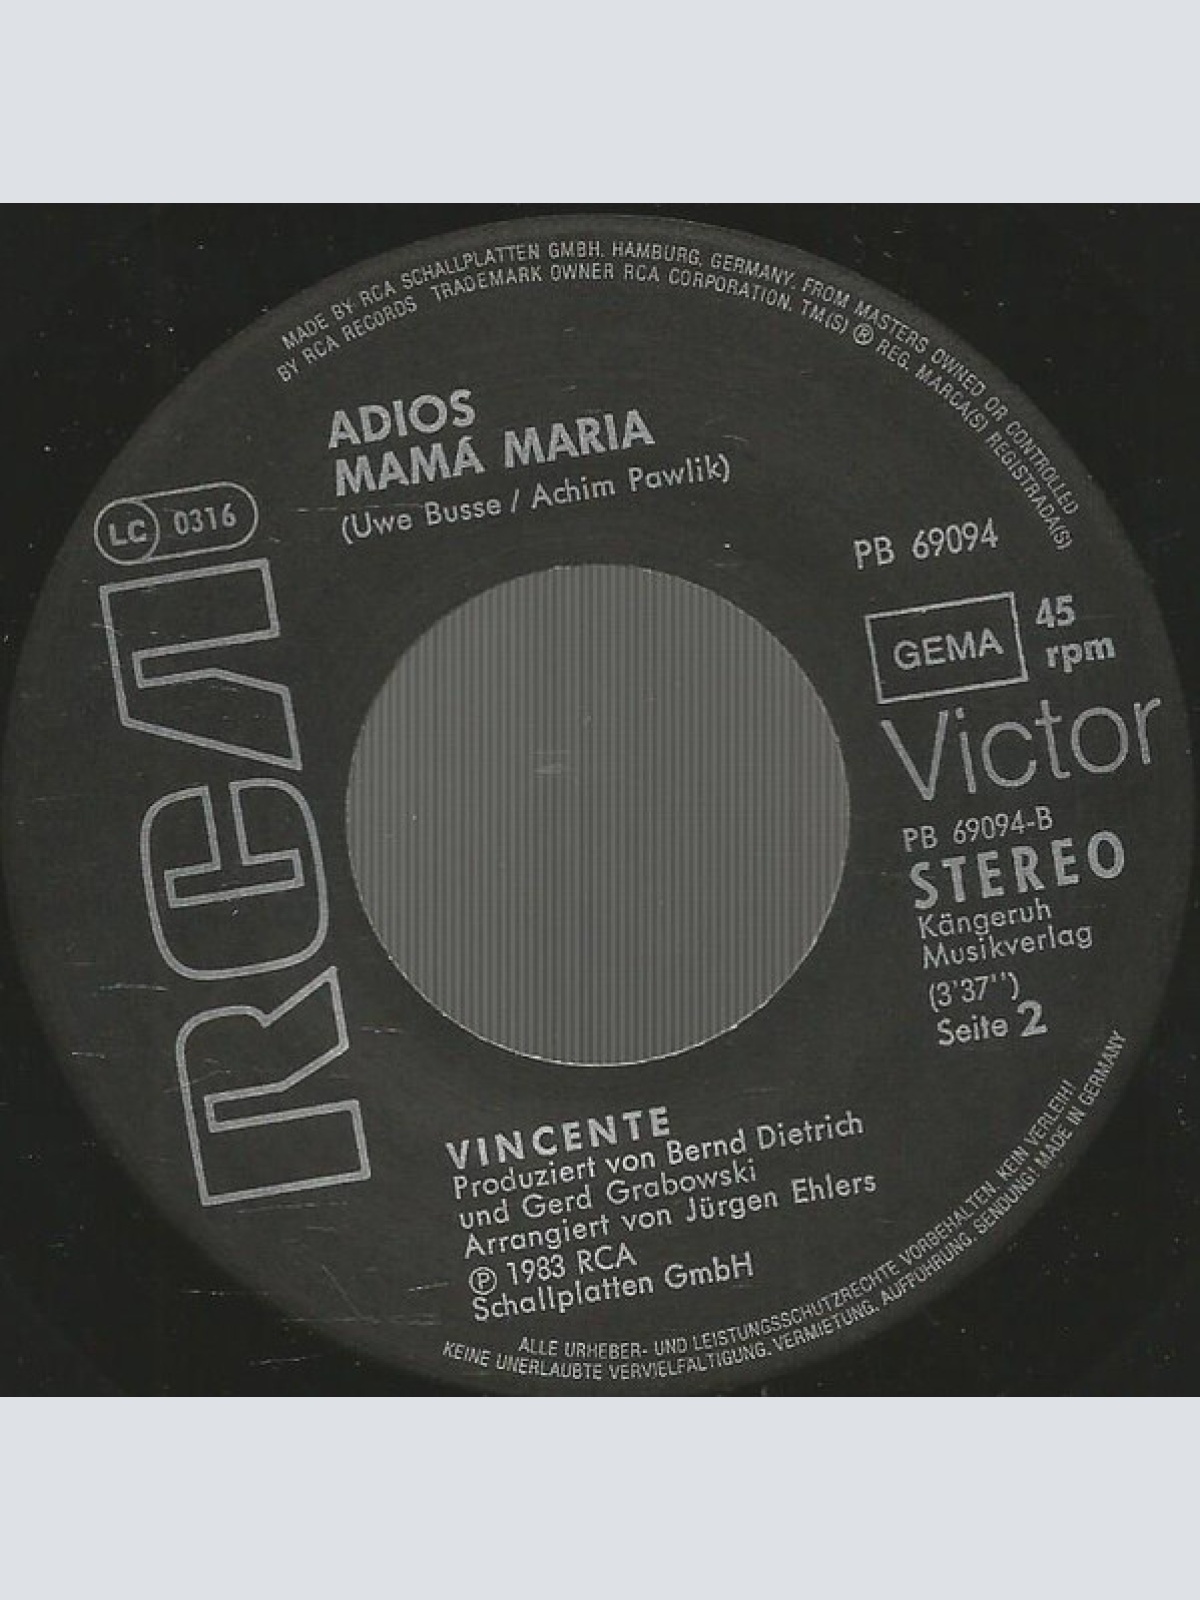 MADE BY RCA SCHALLPLATTEN GMBH. HAMBURG, GERMANY. FROM MASTERS OWNED OR CONTROLLED
BY RCA RECORDS TRADEMARK OWNER RCA CORPORATION. TM(S) ® REG. MARCA(S) REGISTRADA(S)
ADIOS
MAMÁ MARIA
(Uwe Busse / Achim Pawlik)
LC 0316
RCA
PB 69094
GEMA
45
rpm
Victor
PB 69094-B
STEREO
Kängeruh
Musikverlag
(3'37'')
Seite 2
VINCENTE
Produziert von Bernd Dietrich
und Gerd Grabowski
Arrangiert von Jürgen Ehlers
℗ 1983 RCA
Schallplatten GmbH
ALLE URHEBER- UND LEISTUNGSSCHUTZRECHTE VORBEHALTEN. KEIN VERLEIH!
KEINE UNERLAUBTE VERVIELFÄLTIGUNG. VERMIETUNG. AUFFÜHRUNG. SENDUNG! MADE IN GERMANY